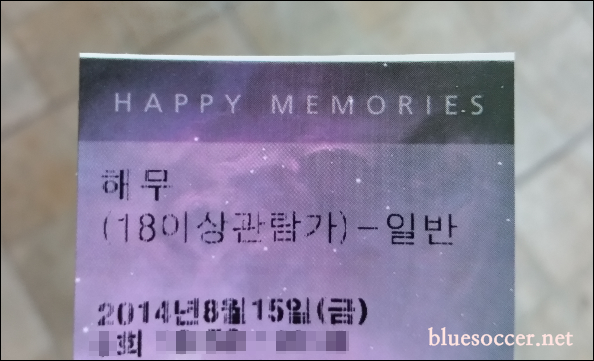 HAPPY MEMORIES
해무
(18이상관람가)-일반
2014년8월15일(금)
회
bluesoccer.net